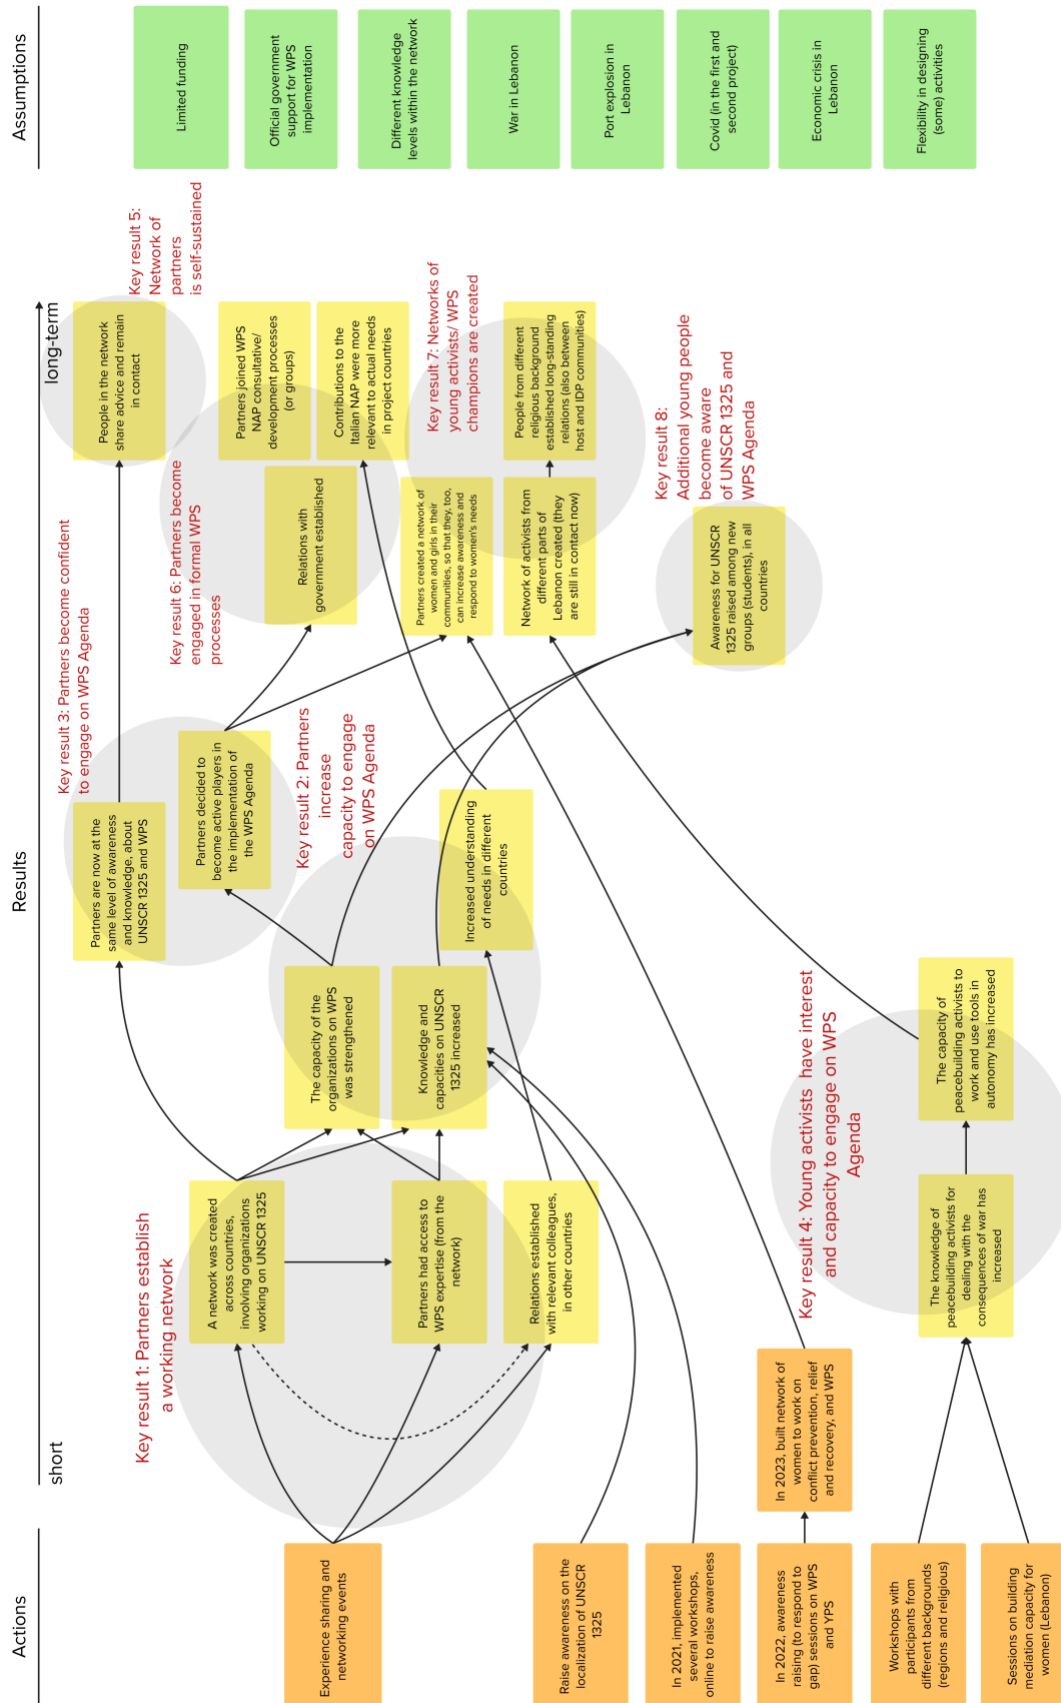 Actions
Results
Assumptions
short
long-term
Experience sharing and
networking events
Raise awareness on the
localization of UNSCR
1325
In 2021, implemented
several workshops,
online to raise awareness
In 2022, awareness
raising (to respond to
gap) sessions on WPS
and YPS
Workshops with
participants from
different backgrounds
(regions and religious)
Sessions on building
mediation capacity for
women (Lebanon)
In 2023, built network of
women to work on
conflict prevention, relief
and recovery, and WPS
Key result 1: Partners establish
a working network
A network was created
across countries,
involving organizations
working on UNSCR 1325
Partners had access to
WPS expertise (from the
network)
Relations established
with relevant colleagues,
in other countries
Key result 4: Young activists have interest
and capacity to engage on WPS
Agenda
The knowledge of
peacebuilding activists for
dealing with the
consequences of war has
increased
The capacity of
peacebuilding activists to
work and use tools in
autonomy has increased
Key result 2: Partners
increase
capacity to engage
on WPS Agenda
The capacity of the
organizations on WPS
was strengthened
Knowledge and
capacities on UNSCR
1325 increased
Increased understanding
of needs in different
countries
Key result 3: Partners become confident
to engage on WPS Agenda
Partners are now at the
same level of awareness
and knowledge, about
UNSCR 1325 and WPS
Partners decided to
become active players in
the implementation of
the WPS Agenda
Key result 6: Partners become
engaged in formal WPS
processes
Relations with
government established
Partners joined WPS
NAP consultative/
development processes
(or groups)
Contributions to the
Italian NAP were more
relevant to actual needs
in project countries
Key result 5:
Network of
partners
is self-sustained
People in the network
share advice and remain
in contact
Key result 7: Networks of
young activists/ WPS
champions are created
Partners created a network of
women and girls in their
communities, so that they, too,
can increase awareness and
respond to women's needs
Network of activists from
different parts of
Lebanon created (they
are still in contact now)
People from different
religious background
established long-standing
relations (also between
host and IDP communities)
Key result 8:
Additional young people
become aware
of UNSCR 1325 and
WPS Agenda
Awareness for UNSCR
1325 raised among new
groups (students), in all
countries
Limited funding
Official government
support for WPS
implementation
Different knowledge
levels within the network
War in Lebanon
Port explosion in
Lebanon
Covid (in the first and
second project)
Economic crisis in
Lebanon
Flexibility in designing
(some) activities